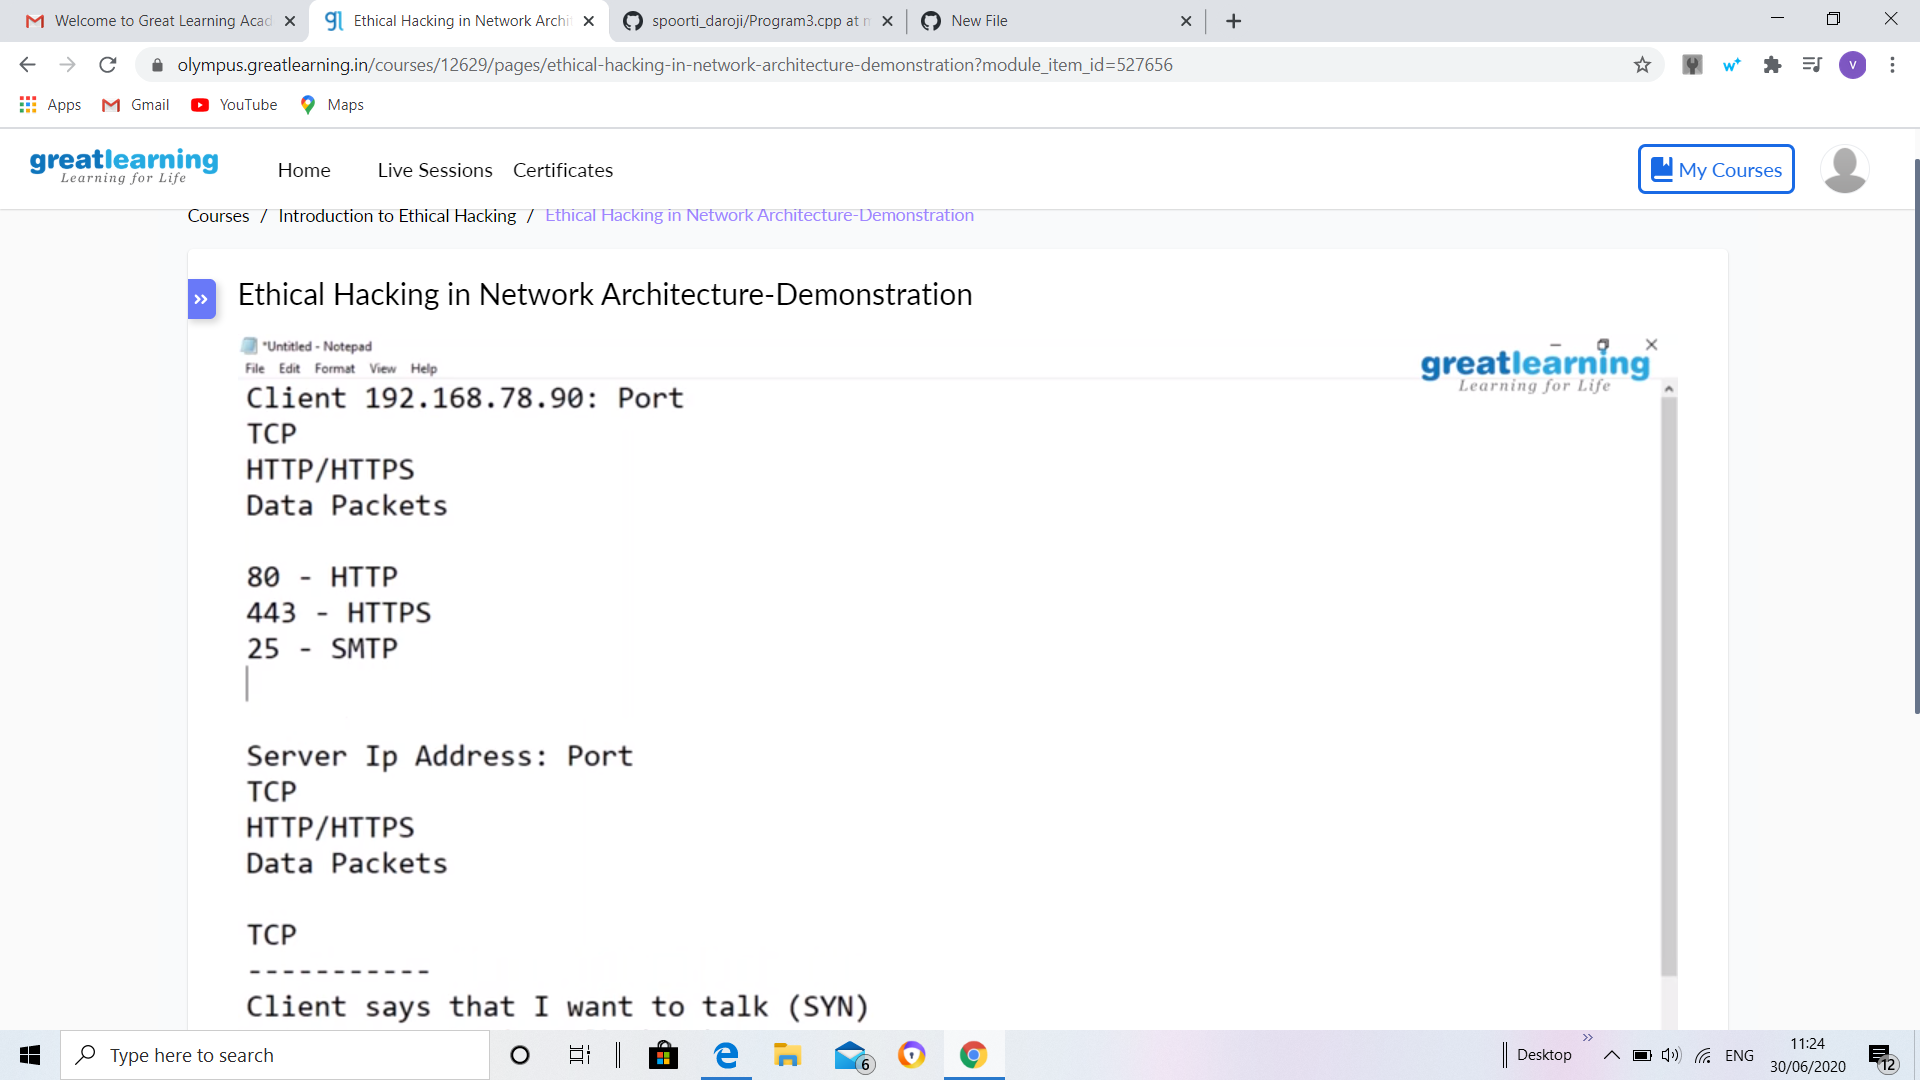 Welcome to Great Learning Acad
Ethical Hacking in Network Archit
spoorti_daroji/Program3.cpp at m
New File
olympus.greatlearning.in/courses/12629/pages/ethical-hacking-in-network-architecture-demonstration?module_item_id=527656
V
Apps
Gmail
YouTube
Maps
greatlearning
Learning for Life
Home
Live Sessions
Certificates
My Courses
Courses / Introduction to Ethical Hacking / Ethical Hacking in Network Architecture-Demonstration
Ethical Hacking in Network Architecture-Demonstration
*Untitled - Notepad
File Edit Format View Help
greatlearning
Learning for Life
Client 192.168.78.90: Port
TCP
HTTP/HTTPS
Data Packets
80 - HTTP
443 - HTTPS
25 - SMTP
Server Ip Address: Port
TCP
HTTP/HTTPS
Data Packets
TCP
-----------
Client says that I want to talk (SYN)
Type here to search
6
Desktop
ENG
11:24
30/06/2020
12